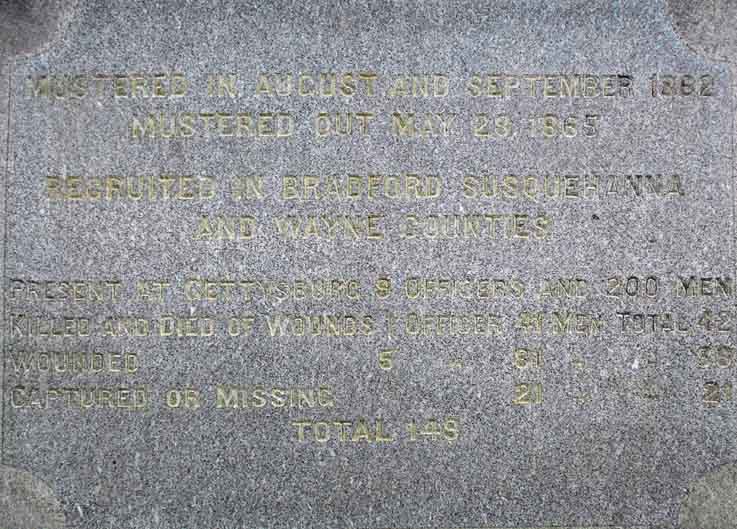 MUSTERED IN AUGUST AND SEPTEMBER 1862
MUSTERED OUT MAY 28, 1865
RECRUITED IN BRADFORD SUSQUEHANNA
AND WAYNE COUNTIES
PRESENT AT GETTYSBURG 9 OFFICERS AND 200 MEN
KILLED AND DIED OF WOUNDS 1 OFFICER 41 MEN TOTAL 42
WOUNDED 5 " 81 " " 86
CAPTURED OR MISSING 21 " " 21
TOTAL 149